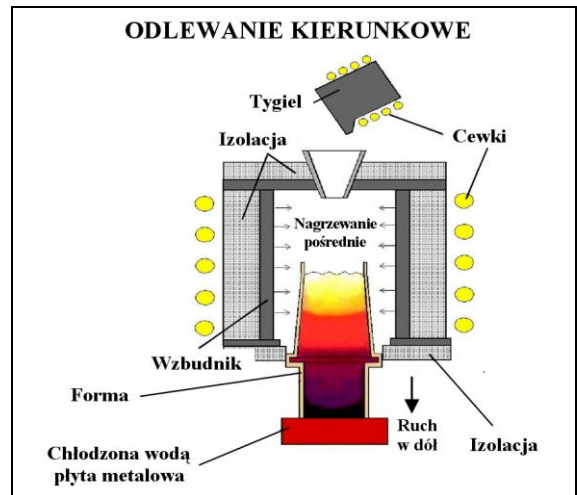 ODLEWANIE KIERUNKOWE
Tygiel
Izolacja
Cewki
Nagrzewanie
pośrednie
Wzbudnik
Forma
Ruch
w dół
Izolacja
Chłodzona wodą
płyta metalowa